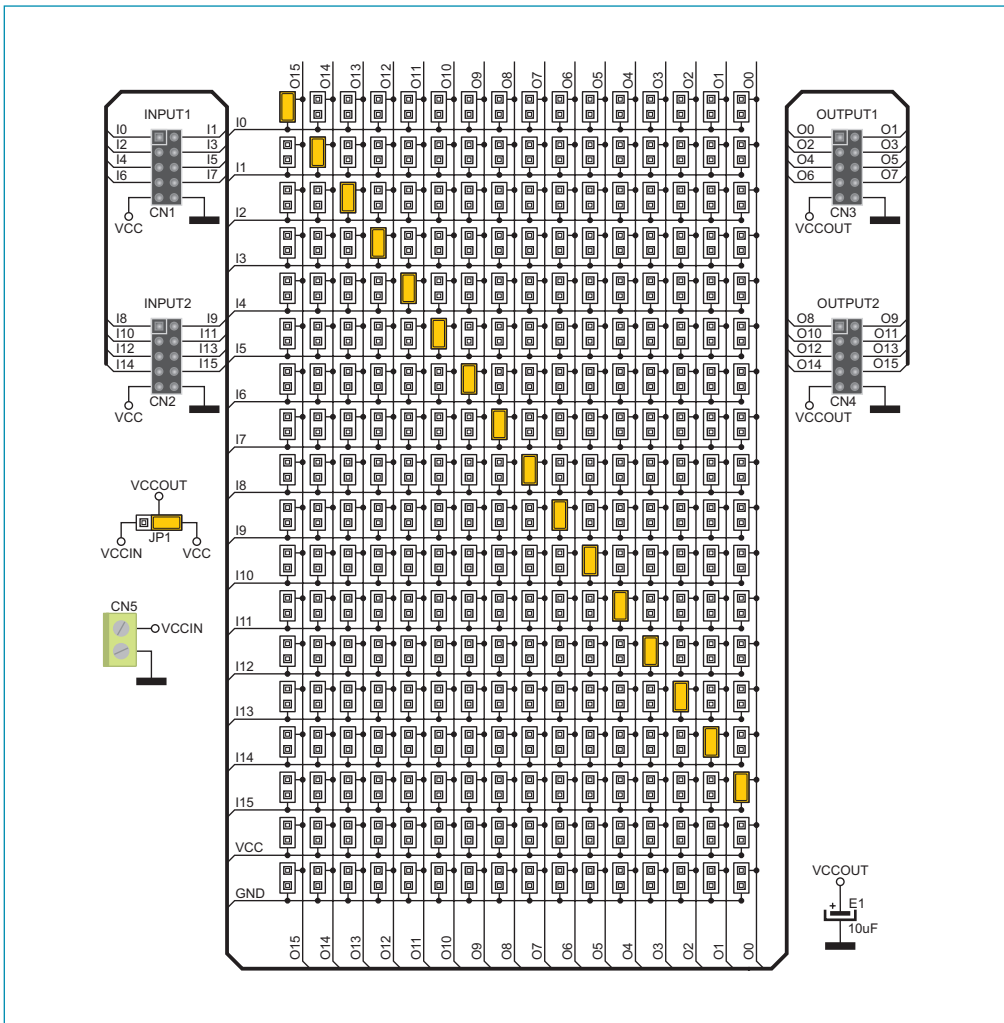 O15 O14 O13 O12 O11 O10 O9 O8 O7 O6 O5 O4 O3 O2 O1 O0
INPUT1
I0 I1
I2 I3
I4 I5
I6 I7
CN1
VCC
INPUT2
I8 I9
I10 I11
I12 I13
I14 I15
CN2
VCC
VCCOUT
JP1
VCCIN VCC
CN5
VCCIN
I0
I1
I2
I3
I4
I5
I6
I7
I8
I9
I10
I11
I12
I13
I14
I15
VCC
GND
O15 O14 O13 O12 O11 O10 O9 O8 O7 O6 O5 O4 O3 O2 O1 O0
OUTPUT1
O0 O1
O2 O3
O4 O5
O6 O7
CN3
VCCOUT
OUTPUT2
O8 O9
O10 O11
O12 O13
O14 O15
CN4
VCCOUT
VCCOUT
+ E1
10uF